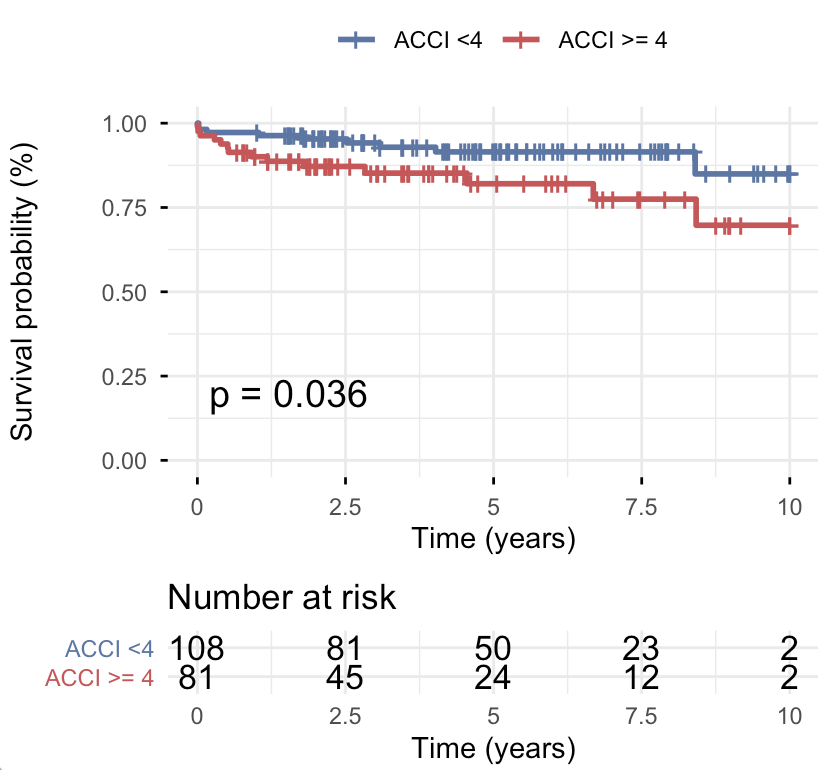 ACCI <4 ACCI >= 4
Survival probability (%)
1.00
0.75
0.50
0.25
0.00
p = 0.036
0 2.5 5 7.5 10
Time (years)
Number at risk
ACCI <4 108 81 50 23 2
ACCI >= 4 81 45 24 12 2
0 2.5 5 7.5 10
Time (years)